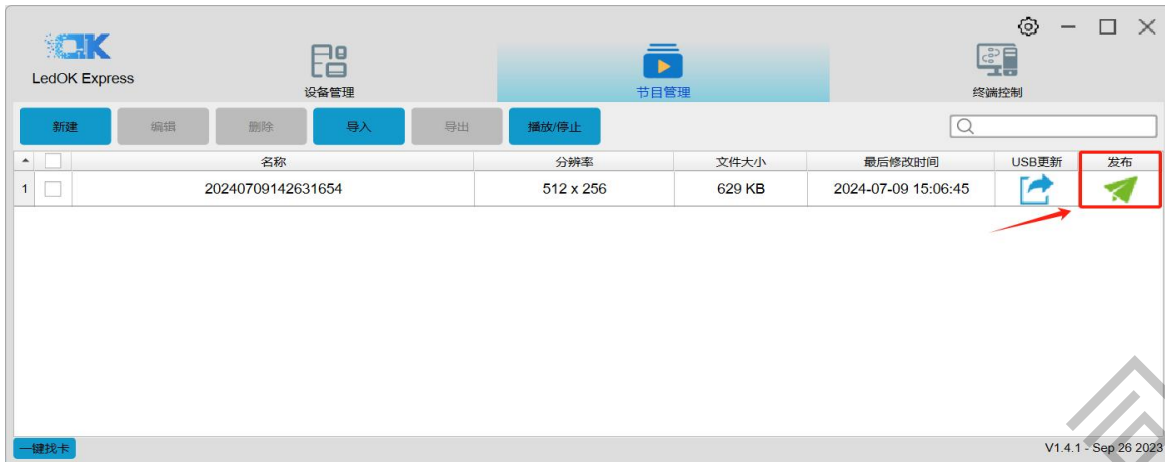 LedOK Express
设备管理
节目管理
终端控制
新建 编辑 删除 导入 导出 播放/停止
名称 分辨率 文件大小 最后修改时间 USB更新 发布
1 20240709142631654 512 x 256 629 KB 2024-07-09 15:06:45
一键找卡 V1.4.1 - Sep 26 2023